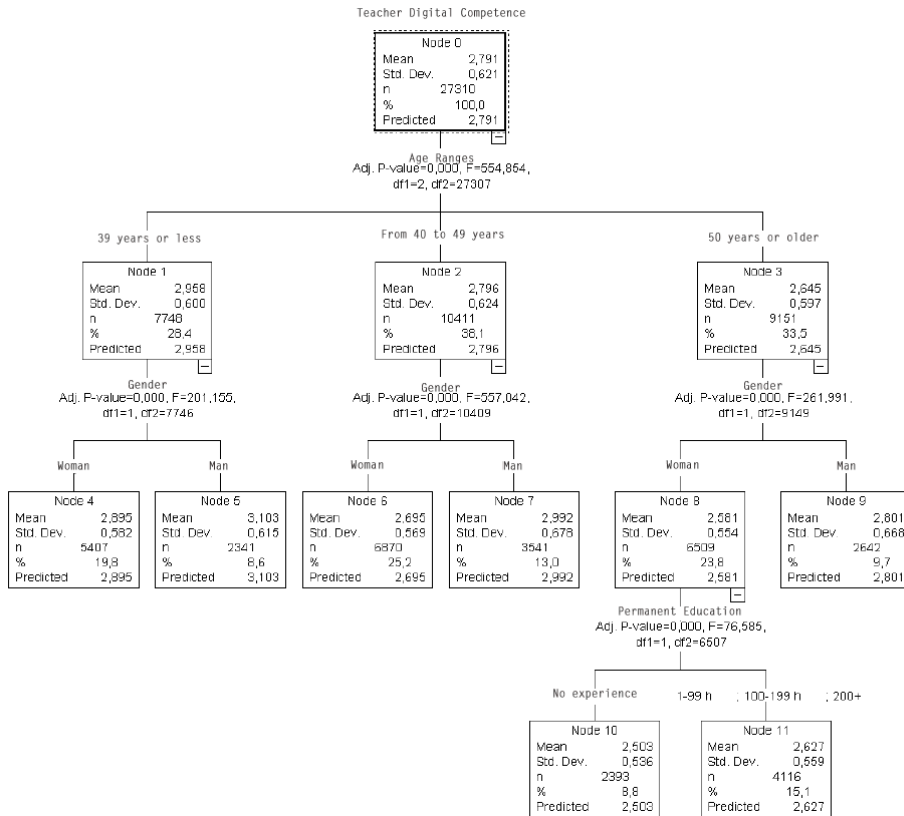 Teacher Digital Competence
Node 0
Mean 2,791
Std. Dev. 0,621
n 27310
% 100,0
Predicted 2,791
Age Ranges
Adj. P-value=0,000, F=554,854,
df1=2, df2=27307
39 years or less
From 40 to 49 years
50 years or older
Node 1
Mean 2,958
Std. Dev. 0,600
n 7748
% 28,4
Predicted 2,958
Node 2
Mean 2,796
Std. Dev. 0,624
n 10411
% 38,1
Predicted 2,796
Node 3
Mean 2,645
Std. Dev. 0,597
n 9151
% 33,5
Predicted 2,645
Gender
Adj. P-value=0,000, F=201,155,
df1=1, df2=7746
Gender
Adj. P-value=0,000, F=557,042,
df1=1, df2=10409
Gender
Adj. P-value=0,000, F=261,991,
df1=1, df2=9149
Woman
Man
Woman
Man
Woman
Man
Node 4
Mean 2,895
Std. Dev. 0,582
n 5407
% 19,8
Predicted 2,895
Node 5
Mean 3,103
Std. Dev. 0,615
n 2341
% 8,6
Predicted 3,103
Node 6
Mean 2,695
Std. Dev. 0,569
n 6870
% 25,2
Predicted 2,695
Node 7
Mean 2,992
Std. Dev. 0,678
n 3541
% 13,0
Predicted 2,992
Node 8
Mean 2,581
Std. Dev. 0,554
n 6509
% 23,8
Predicted 2,581
Node 9
Mean 2,801
Std. Dev. 0,668
n 2642
% 9,7
Predicted 2,801
Permanent Education
Adj. P-value=0,000, F=76,585,
df1=1, df2=6507
No experience
1-99 h ; 100-199 h ; 200+
Node 10
Mean 2,503
Std. Dev. 0,536
n 2393
% 8,8
Predicted 2,503
Node 11
Mean 2,627
Std. Dev. 0,559
n 4116
% 15,1
Predicted 2,627